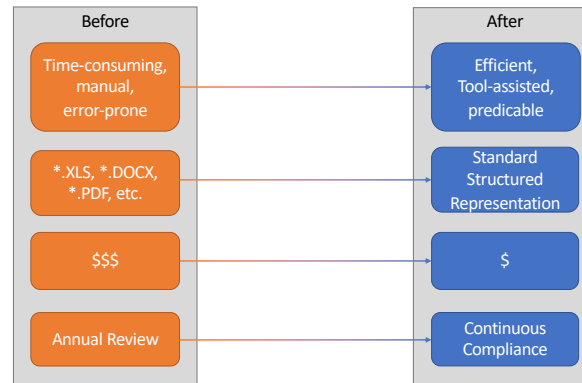 Before
After
Time-consuming,
manual,
error-prone
Efficient,
Tool-assisted,
predicable
*.XLS, *.DOCX,
*.PDF, etc.
Standard
Structured
Representation
$$$
$
Annual Review
Continuous
Compliance